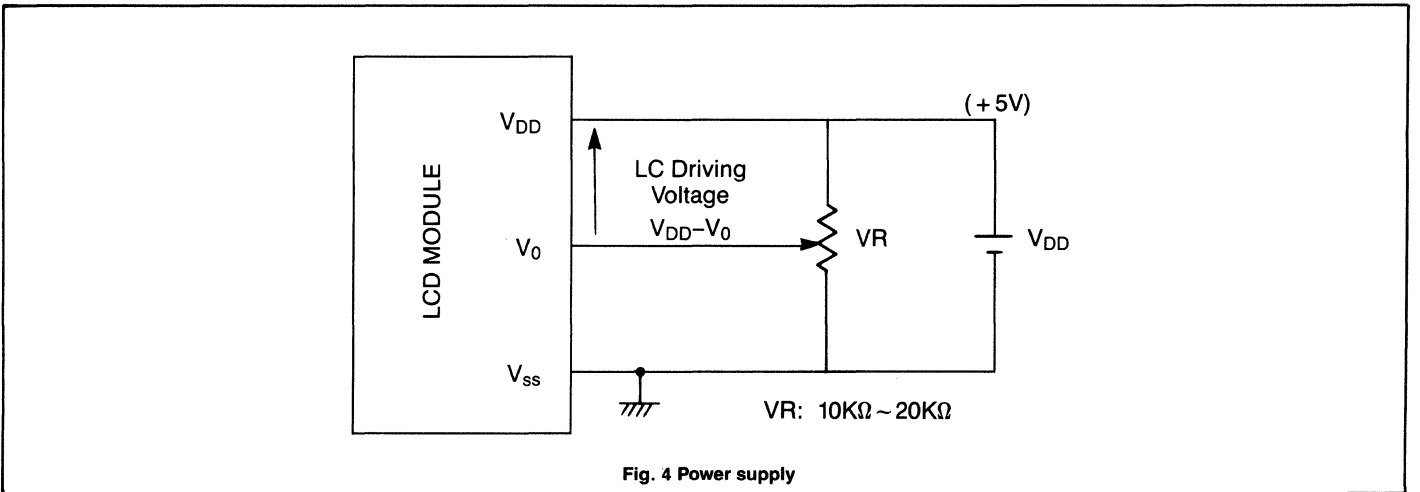 (+5V)
VDD
LC Driving
Voltage
VDD–V0
LCD MODULE
V0
VR
VDD
Vss
VR: 10KΩ ~ 20KΩ
Fig. 4 Power supply